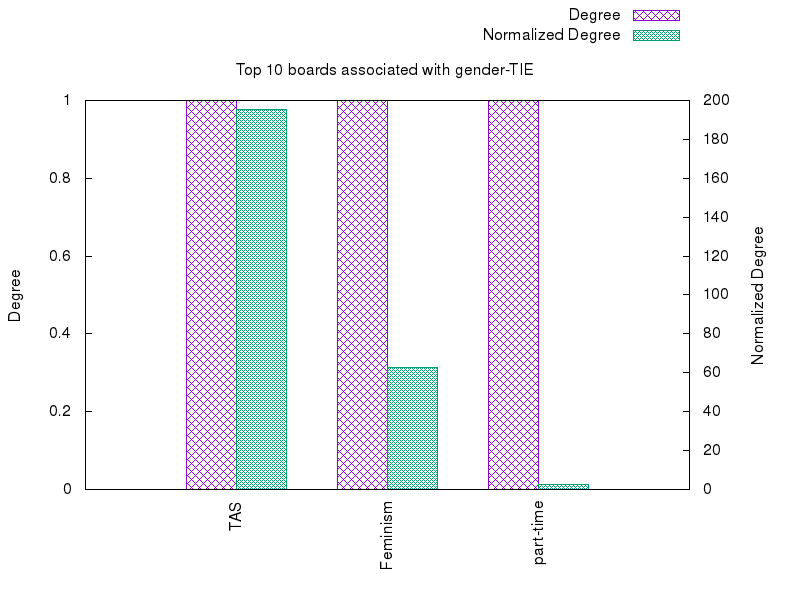 Degree
Normalized Degree
Top 10 boards associated with gender-TIE
1
0.8
0.6
0.4
0.2
0
200
180
160
140
120
100
80
60
40
20
0
Degree
Normalized Degree
TAS
Feminism
part-time